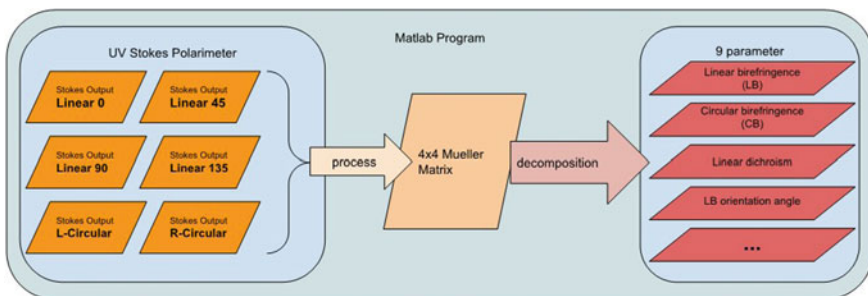 Matlab Program
UV Stokes Polarimeter
Stokes Output
Linear 0
Stokes Output
Linear 45
Stokes Output
Linear 90
Stokes Output
Linear 135
Stokes Output
L-Circular
Stokes Output
R-Circular
process
4x4 Mueller
Matrix
decomposition
9 parameter
Linear birefringence
(LB)
Circular birefringence
(CB)
Linear dichroism
LB orientation angle
...